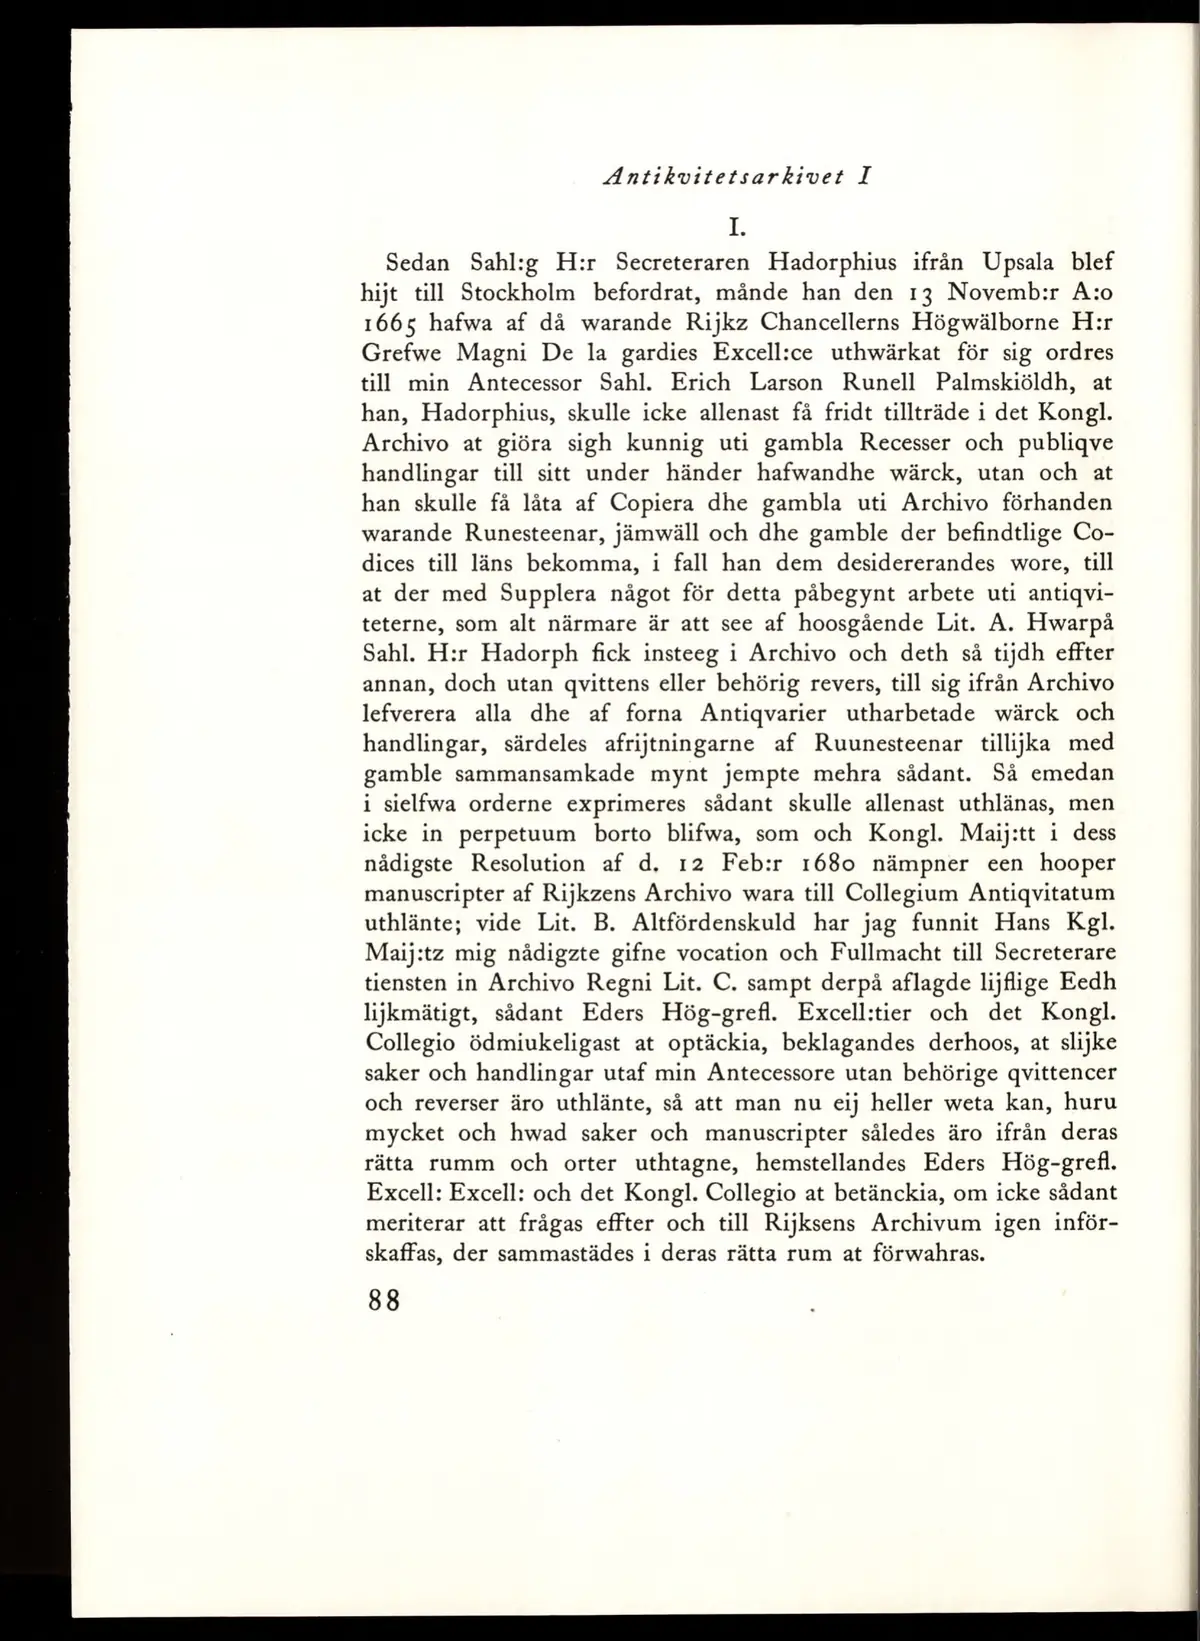 Antikvitetsarkivet I
I.
Sedan Sahl:g H:r Secreteraren Hadorphius ifrån Upsala blef
hijt till Stockholm befordrat, månde han den 13 Novemb:r A:o
1665 hafwa af då warande Rijkz Chancellerns Högwälborne H:r
Grefwe Magni De la gardies Excell:ce uthwärkat för sig ordres
till min Antecessor Sahl. Erich Larson Runell Palmskiöldh, at
han, Hadorphius, skulle icke allenast få fridt tillträde i det Kongl.
Archivo at giöra sigh kunnig uti gambla Recesser och publiqve
handlingar till sitt under händer hafwandhe wärck, utan och at
han skulle få låta af Copiera dhe gambla uti Archivo förhanden
warande Runesteenar, jämwäll och dhe gamble der befindtlige Co-
dices till läns bekomma, i fall han dem desidererandes wore, till
at der med Supplera något för detta påbegynt arbete uti antiqvi-
teterne, som alt närmare är att see af hoosgående Lit. A. Hwarpå
Sahl. H:r Hadorph fick insteeg i Archivo och deth så tijdh effter
annan, doch utan qvittens eller behörig revers, till sig ifrån Archivo
lefverera alla dhe af forna Antiqvarier utharbetade wärck och
handlingar, särdeles afrijtningarne af Ruunesteenar tillijka med
gamble sammansamkade mynt jempte mehra sådant. Så emedan
i sielfwa orderne exprimeres sådant skulle allenast uthlänas, men
icke in perpetuum borto blifwa, som och Kongl. Maij:tt i dess
nådigste Resolution af d. 12 Feb:r 1680 nämpner een hooper
manuscripter af Rijkzens Archivo wara till Collegium Antiqvitatum
uthlänte; vide Lit. B. Altfördenskuld har jag funnit Hans Kgl.
Maij:tz mig nådigzte gifne vocation och Fullmacht till Secreterare
tiensten in Archivo Regni Lit. C. sampt derpå aflagde lijflige Eedh
lijkmätigt, sådant Eders Hög-grefl. Excell:tier och det Kongl.
Collegio ödmiukeligast at optäckia, beklagandes derhoos, at slijke
saker och handlingar utaf min Antecessore utan behörige qvittencer
och reverser äro uthlänte, så att man nu eij heller weta kan, huru
mycket och hwad saker och manuscripter således äro ifrån deras
rätta rumm och orter uthtagne, hemstellandes Eders Hög-grefl.
Excell: Excell: och det Kongl. Collegio at betänckia, om icke sådant
meriterar att frågas effter och till Rijksens Archivum igen inför-
skaffas, der sammastädes i deras rätta rum at förwahras.
88